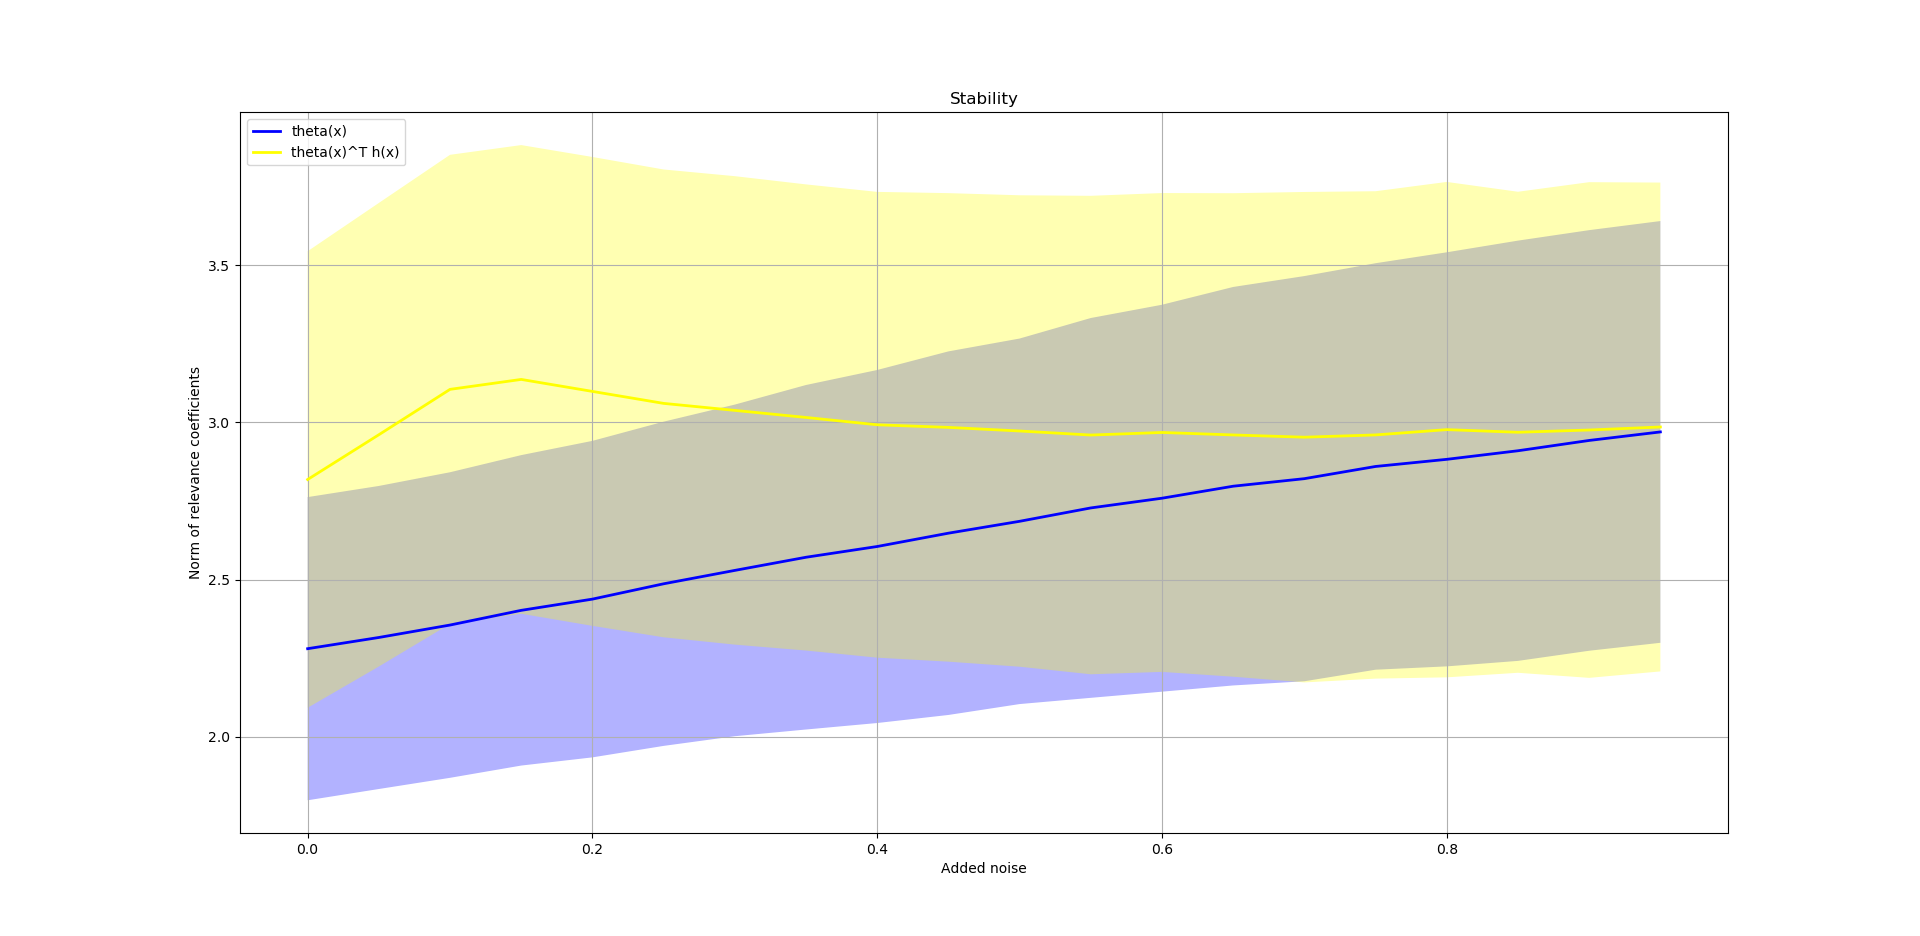 Stability
theta(x)
theta(x)^T h(x)
Norm of relevance coefficients
3.5
3.0
2.5
2.0
0.0 0.2 0.4 0.6 0.8
Added noise